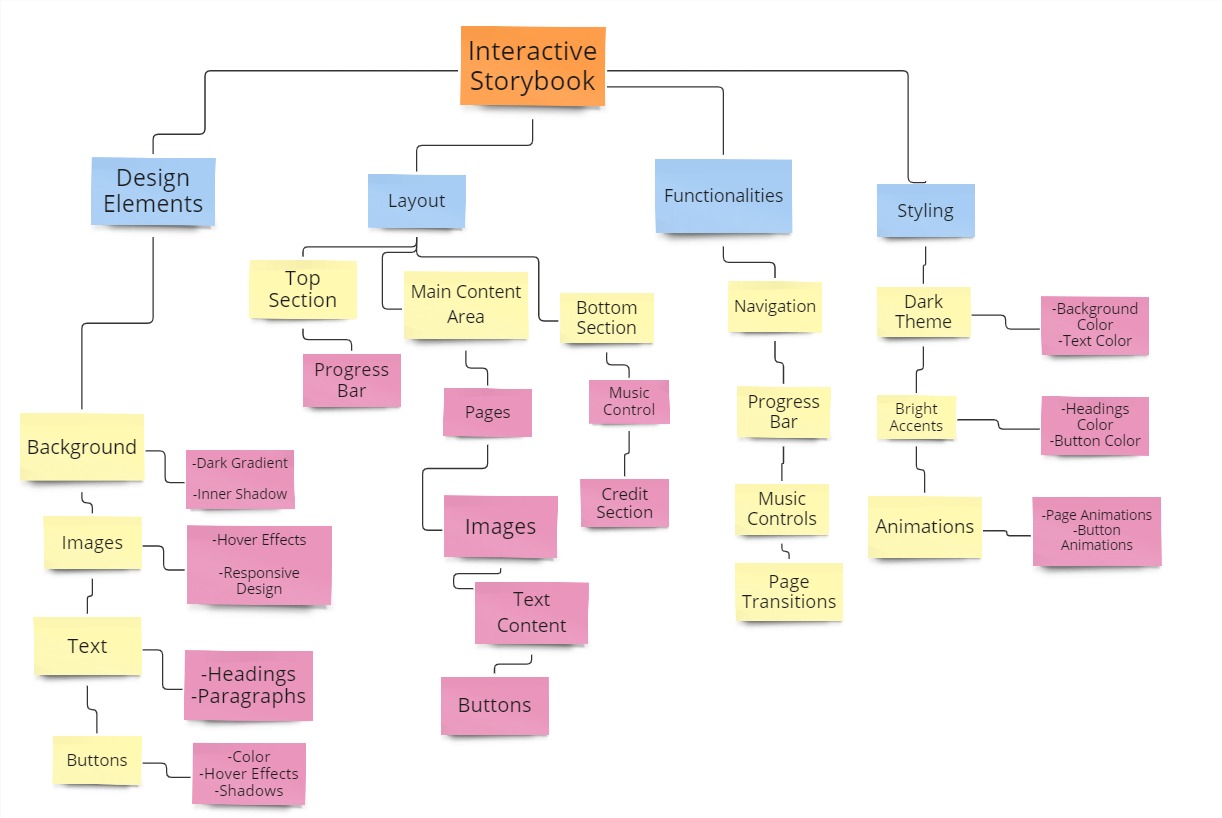 Interactive
Storybook
Design
Elements
Layout
Functionalities
Styling
Background
-Dark Gradient
-Inner Shadow
Images
-Hover Effects
-Responsive
Design
Text
-Headings
-Paragraphs
Buttons
-Color
-Hover Effects
-Shadows
Top
Section
Progress
Bar
Main Content
Area
Pages
Images
Text
Content
Buttons
Bottom
Section
Music
Control
Credit
Section
Navigation
Progress
Bar
Music
Controls
Page
Transitions
Dark
Theme
-Background
Color
-Text Color
Bright
Accents
-Headings
Color
-Button Color
Animations
-Page Animations
-Button
Animations